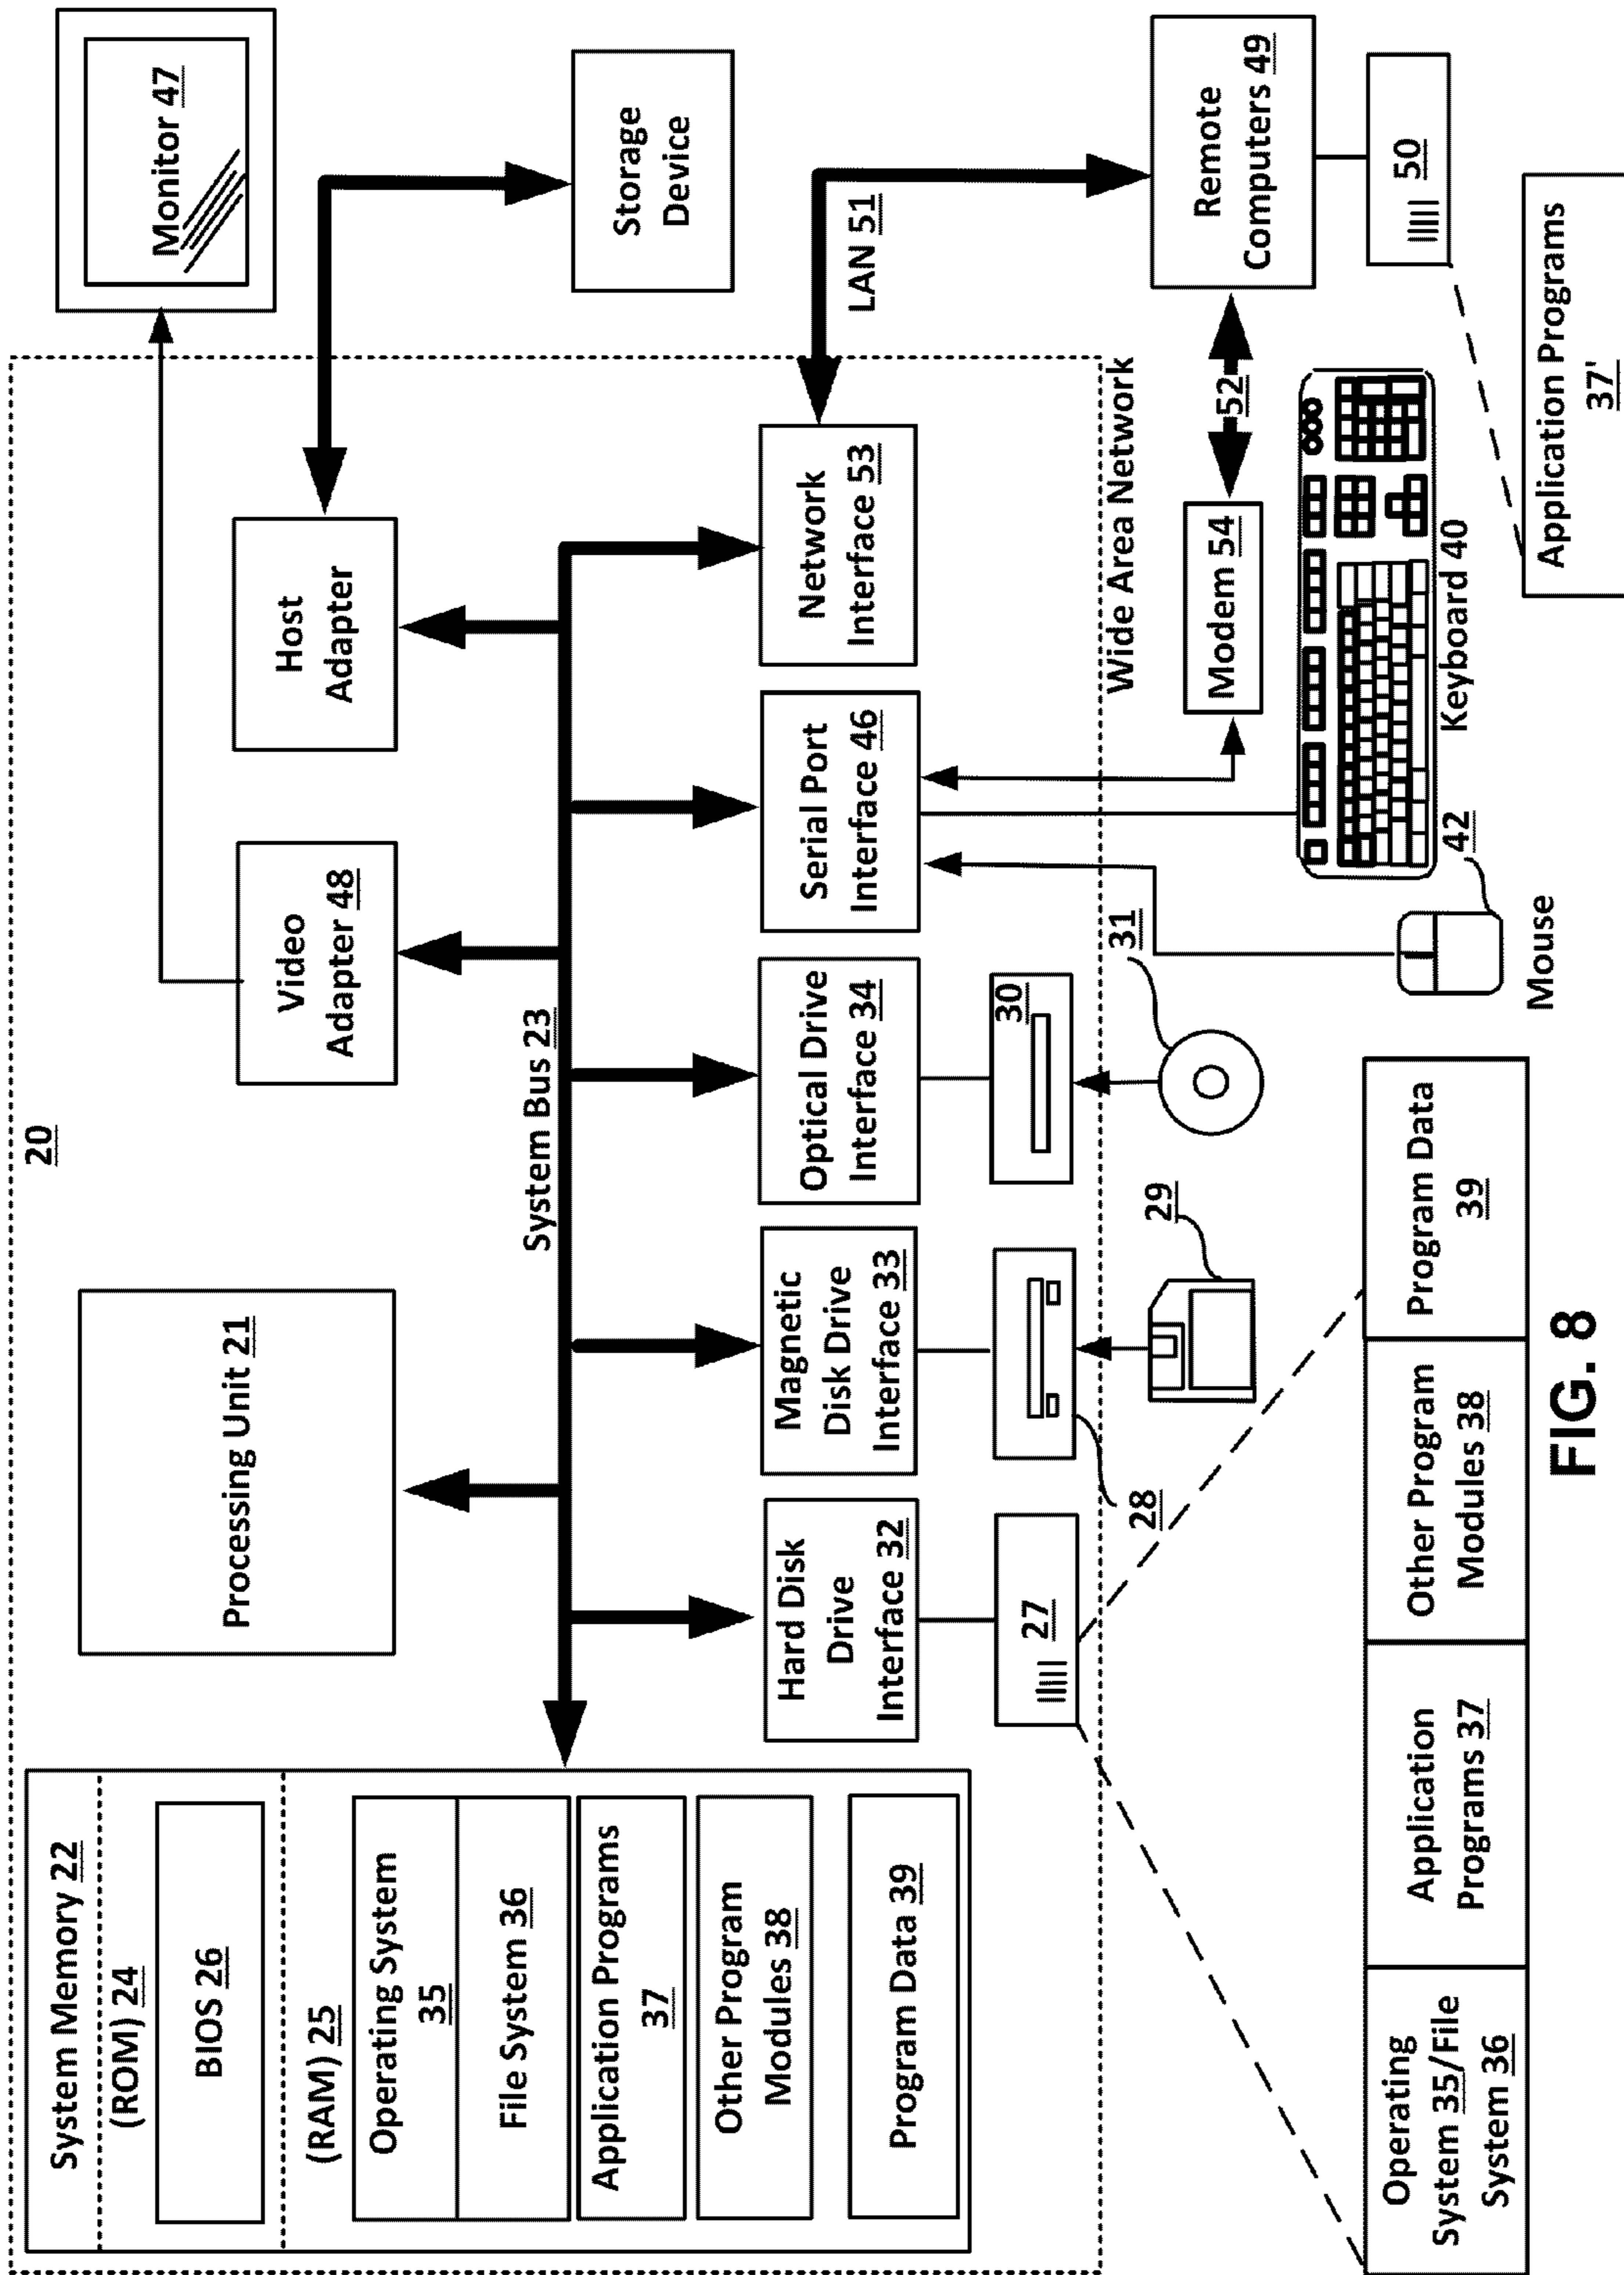 20
System Memory 22
(ROM) 24
BIOS 26
(RAM) 25
Operating System
35
File System 36
Application Programs
37
Other Program
Modules 38
Program Data 39
Processing Unit 21
Video
Adapter 48
Host
Adapter
Monitor 47
Storage
Device
System Bus 23
Hard Disk
Drive
Interface 32
Magnetic
Disk Drive
Interface 33
Optical Drive
Interface 34
Serial Port
Interface 46
Network
Interface 53
LAN 51
27
28
29
30
31
Wide Area Network
Modem 54
52
Remote
Computers 49
50
Keyboard 40
42
Mouse
Application Programs
37'
Operating
System 35/File
System 36
Application
Programs 37
Other Program
Modules 38
Program Data
39
FIG. 8